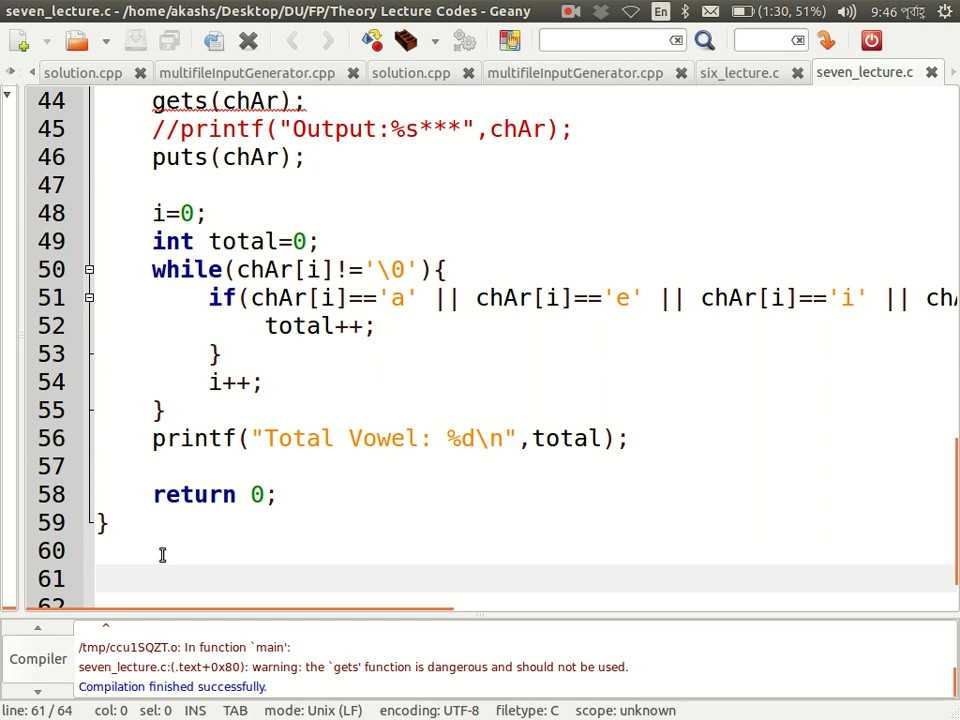 seven_lecture.c - /home/akashs/Desktop/DU/FP/Theory Lecture Codes - Geany
En
(1:30, 51%)
9:46 পূর্বাহ্ণ
solution.cpp
multifileInputGenerator.cpp
solution.cpp
multifileInputGenerator.cpp
six_lecture.c
seven_lecture.c
44 gets(chAr);
45 //printf("Output:%s***",chAr);
46 puts(chAr);
47
48 i=0;
49 int total=0;
50 while(chAr[i]!='\0'){
51 if(chAr[i]=='a' || chAr[i]=='e' || chAr[i]=='i' || chA
52 total++;
53 }
54 i++;
55 }
56 printf("Total Vowel: %d\n",total);
57
58 return 0;
59 }
60
61
62
Compiler
^
/tmp/ccu1SQZT.o: In function `main':
seven_lecture.c:(.text+0x80): warning: the `gets' function is dangerous and should not be used.
Compilation finished successfully.
line: 61 / 64 col: 0 sel: 0 INS TAB mode: Unix (LF) encoding: UTF-8 filetype: C scope: unknown